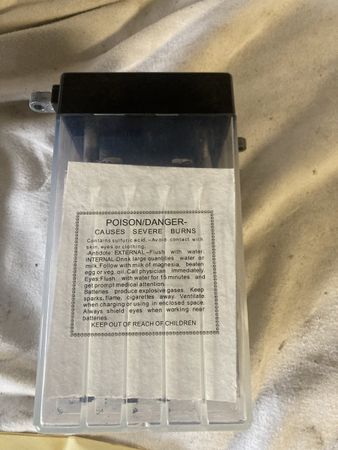 POISON/DANGER-
CAUSES SEVERE BURNS
Contains sulfuric acid. - Avoid contact with
skin, eyes or clothing.
-Antidote: EXTERNAL -Flush with water.
INTERNAL-Drink large quantities water or
milk. Follow with milk of magnesia, beaten
egg or veg, oil. Call physician immediately.
Eyes: Flush with water for 15 minutes and
get prompt medical attention.
Batteries produce explosive gases. Keep
sparks, flame, cigarettes away. Ventilate
when charging or using in enclosed space.
Always shield eyes when working near
batteries.
KEEP OUT OF REACH OF CHILDREN